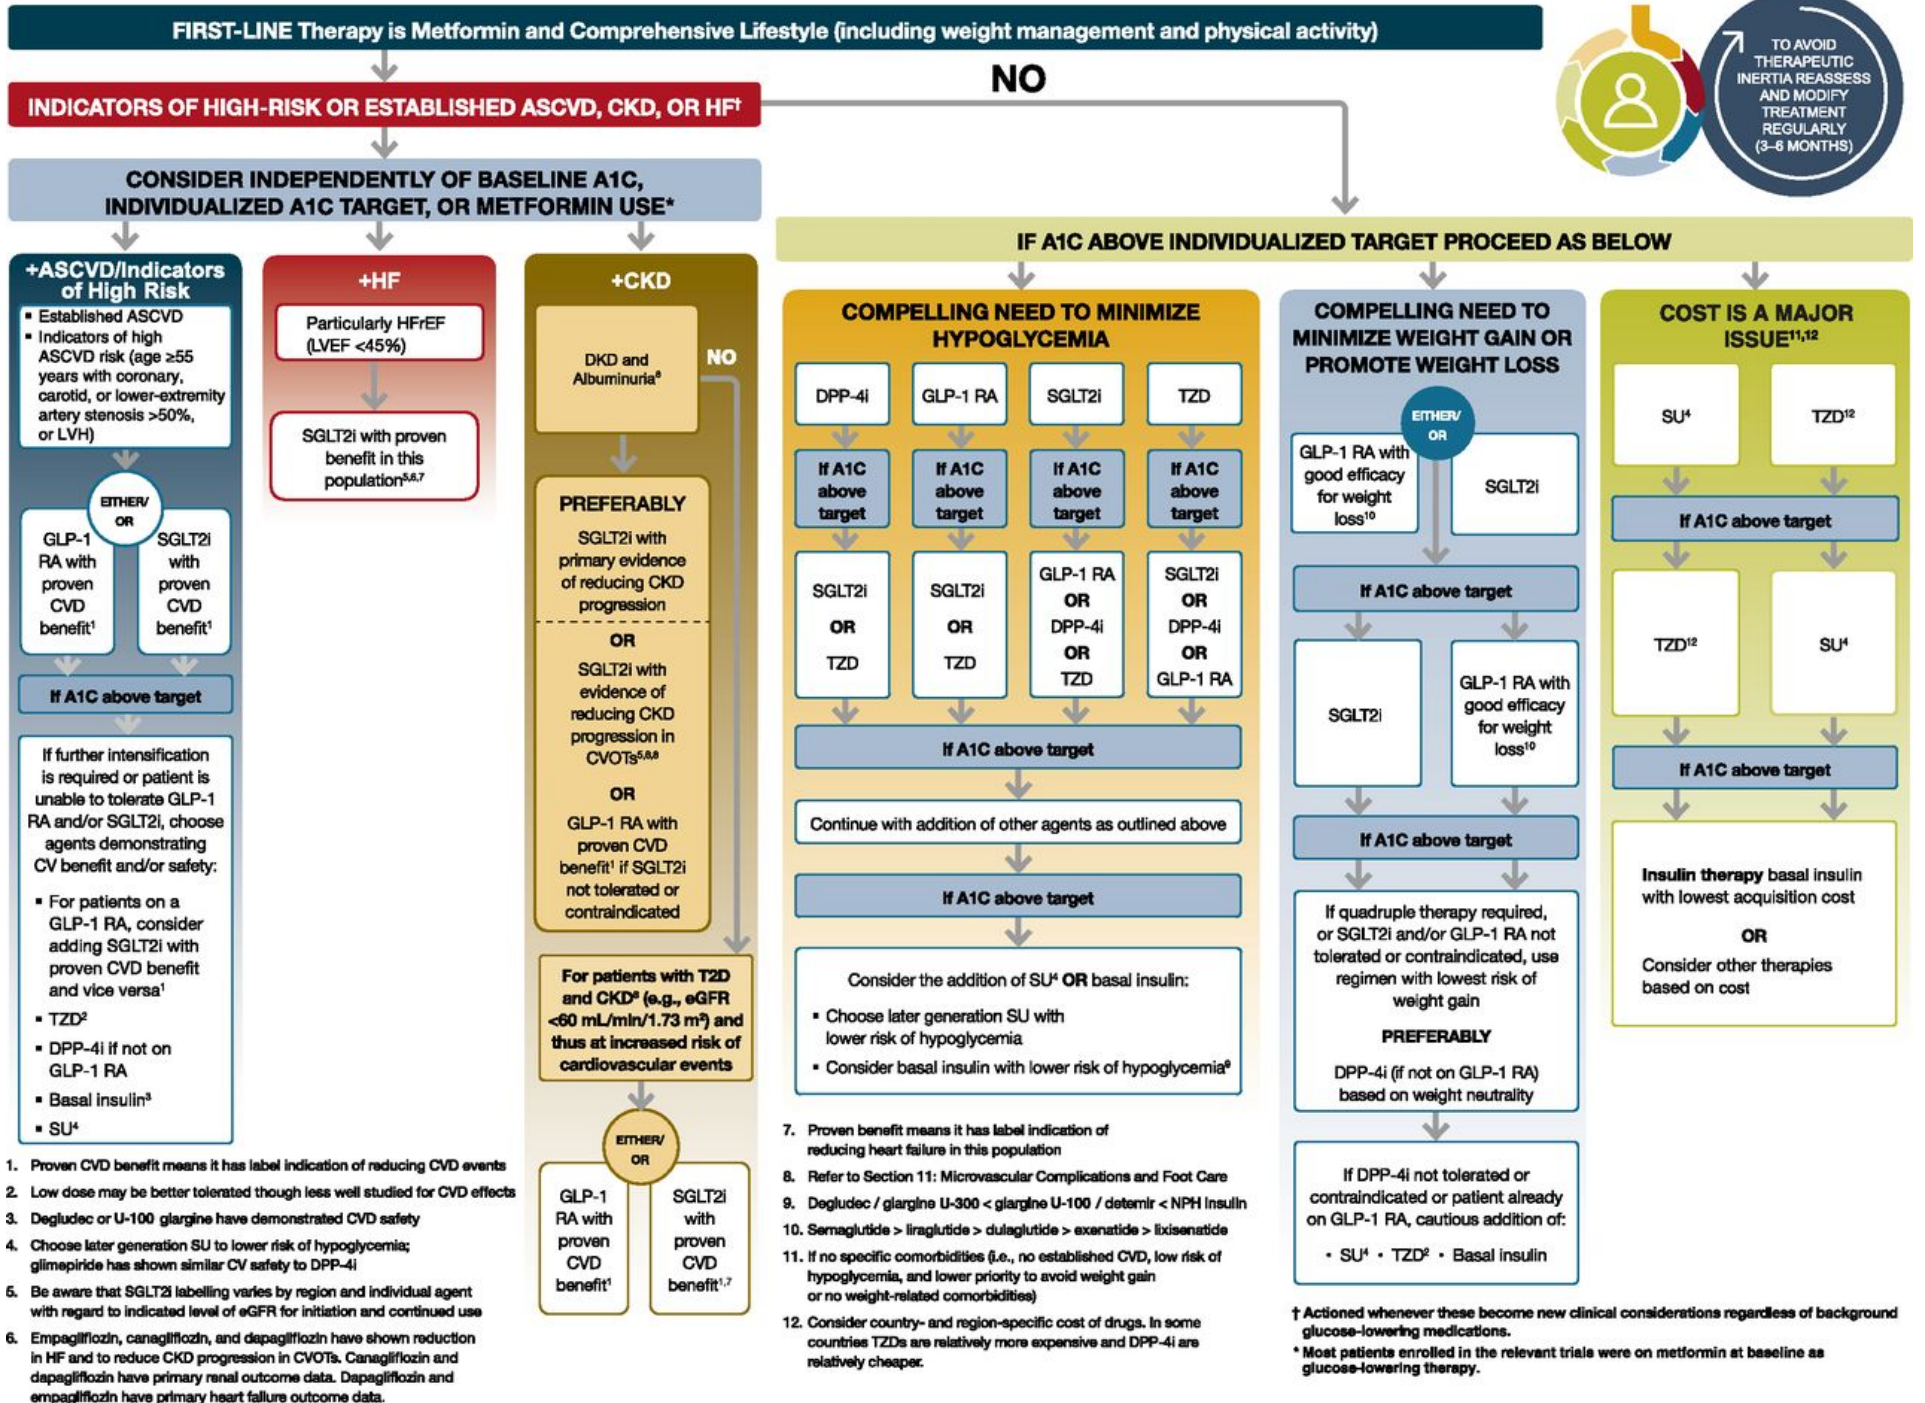 FIRST-LINE Therapy is Metformin and Comprehensive Lifestyle (including weight management and physical activity)
TO AVOID
THERAPEUTIC
INERTIA REASSESS
AND MODIFY
TREATMENT
REGULARLY
(3–6 MONTHS)
NO
INDICATORS OF HIGH-RISK OR ESTABLISHED ASCVD, CKD, OR HF†
CONSIDER INDEPENDENTLY OF BASELINE A1C,
INDIVIDUALIZED A1C TARGET, OR METFORMIN USE*
+ASCVD/Indicators
of High Risk
▪ Established ASCVD
▪ Indicators of high
ASCVD risk (age ≥55
years with coronary,
carotid, or lower-extremity
artery stenosis >50%,
or LVH)
EITHER/
OR
GLP-1
RA with
proven
CVD
benefit¹
SGLT2i
with
proven
CVD
benefit¹
If A1C above target
If further intensification
is required or patient is
unable to tolerate GLP-1
RA and/or SGLT2i, choose
agents demonstrating
CV benefit and/or safety:
▪ For patients on a
GLP-1 RA, consider
adding SGLT2i with
proven CVD benefit
and vice versa¹
▪ TZD²
▪ DPP-4i if not on
GLP-1 RA
▪ Basal insulin³
▪ SU⁴
+HF
Particularly HFrEF
(LVEF <45%)
SGLT2i with proven
benefit in this
population⁵,⁶,⁷
+CKD
DKD and
Albuminuria⁸
NO
PREFERABLY
SGLT2i with
primary evidence
of reducing CKD
progression
OR
SGLT2i with
evidence of
reducing CKD
progression in
CVOTs⁵,⁶,⁸
OR
GLP-1 RA with
proven CVD
benefit¹ if SGLT2i
not tolerated or
contraindicated
For patients with T2D
and CKD⁸ (e.g., eGFR
<60 mL/min/1.73 m²) and
thus at increased risk of
cardiovascular events
EITHER/
OR
GLP-1
RA with
proven
CVD
benefit¹
SGLT2i
with
proven
CVD
benefit¹,⁷
IF A1C ABOVE INDIVIDUALIZED TARGET PROCEED AS BELOW
COMPELLING NEED TO MINIMIZE
HYPOGLYCEMIA
DPP-4i
GLP-1 RA
SGLT2i
TZD
If A1C
above
target
If A1C
above
target
If A1C
above
target
If A1C
above
target
SGLT2i
OR
TZD
SGLT2i
OR
TZD
GLP-1 RA
OR
DPP-4i
OR
TZD
SGLT2i
OR
DPP-4i
OR
GLP-1 RA
If A1C above target
Continue with addition of other agents as outlined above
If A1C above target
Consider the addition of SU⁴ OR basal insulin:
▪ Choose later generation SU with
lower risk of hypoglycemia
▪ Consider basal insulin with lower risk of hypoglycemia⁹
COMPELLING NEED TO
MINIMIZE WEIGHT GAIN OR
PROMOTE WEIGHT LOSS
EITHER/
OR
GLP-1 RA with
good efficacy
for weight
loss¹⁰
SGLT2i
If A1C above target
SGLT2i
GLP-1 RA with
good efficacy
for weight
loss¹⁰
If A1C above target
If quadruple therapy required,
or SGLT2i and/or GLP-1 RA not
tolerated or contraindicated, use
regimen with lowest risk of
weight gain
PREFERABLY
DPP-4i (if not on GLP-1 RA)
based on weight neutrality
If DPP-4i not tolerated or
contraindicated or patient already
on GLP-1 RA, cautious addition of:
• SU⁴ • TZD² • Basal insulin
COST IS A MAJOR
ISSUE¹¹,¹²
SU⁴
TZD¹²
If A1C above target
TZD¹²
SU⁴
If A1C above target
Insulin therapy basal insulin
with lowest acquisition cost
OR
Consider other therapies
based on cost
1. Proven CVD benefit means it has label indication of reducing CVD events
2. Low dose may be better tolerated though less well studied for CVD effects
3. Degludec or U-100 glargine have demonstrated CVD safety
4. Choose later generation SU to lower risk of hypoglycemia;
glimepiride has shown similar CV safety to DPP-4i
5. Be aware that SGLT2i labelling varies by region and individual agent
with regard to indicated level of eGFR for initiation and continued use
6. Empagliflozin, canagliflozin, and dapagliflozin have shown reduction
in HF and to reduce CKD progression in CVOTs. Canagliflozin and
dapagliflozin have primary renal outcome data. Dapagliflozin and
empagliflozin have primary heart failure outcome data.
7. Proven benefit means it has label indication of
reducing heart failure in this population
8. Refer to Section 11: Microvascular Complications and Foot Care
9. Degludec / glargine U-300 < glargine U-100 / detemir < NPH insulin
10. Semaglutide > liraglutide > dulaglutide > exenatide > lixisenatide
11. If no specific comorbidities (i.e., no established CVD, low risk of
hypoglycemia, and lower priority to avoid weight gain
or no weight-related comorbidities)
12. Consider country- and region-specific cost of drugs. In some
countries TZDs are relatively more expensive and DPP-4i are
relatively cheaper.
† Actioned whenever these become new clinical considerations regardless of background
glucose-lowering medications.
* Most patients enrolled in the relevant trials were on metformin at baseline as
glucose-lowering therapy.